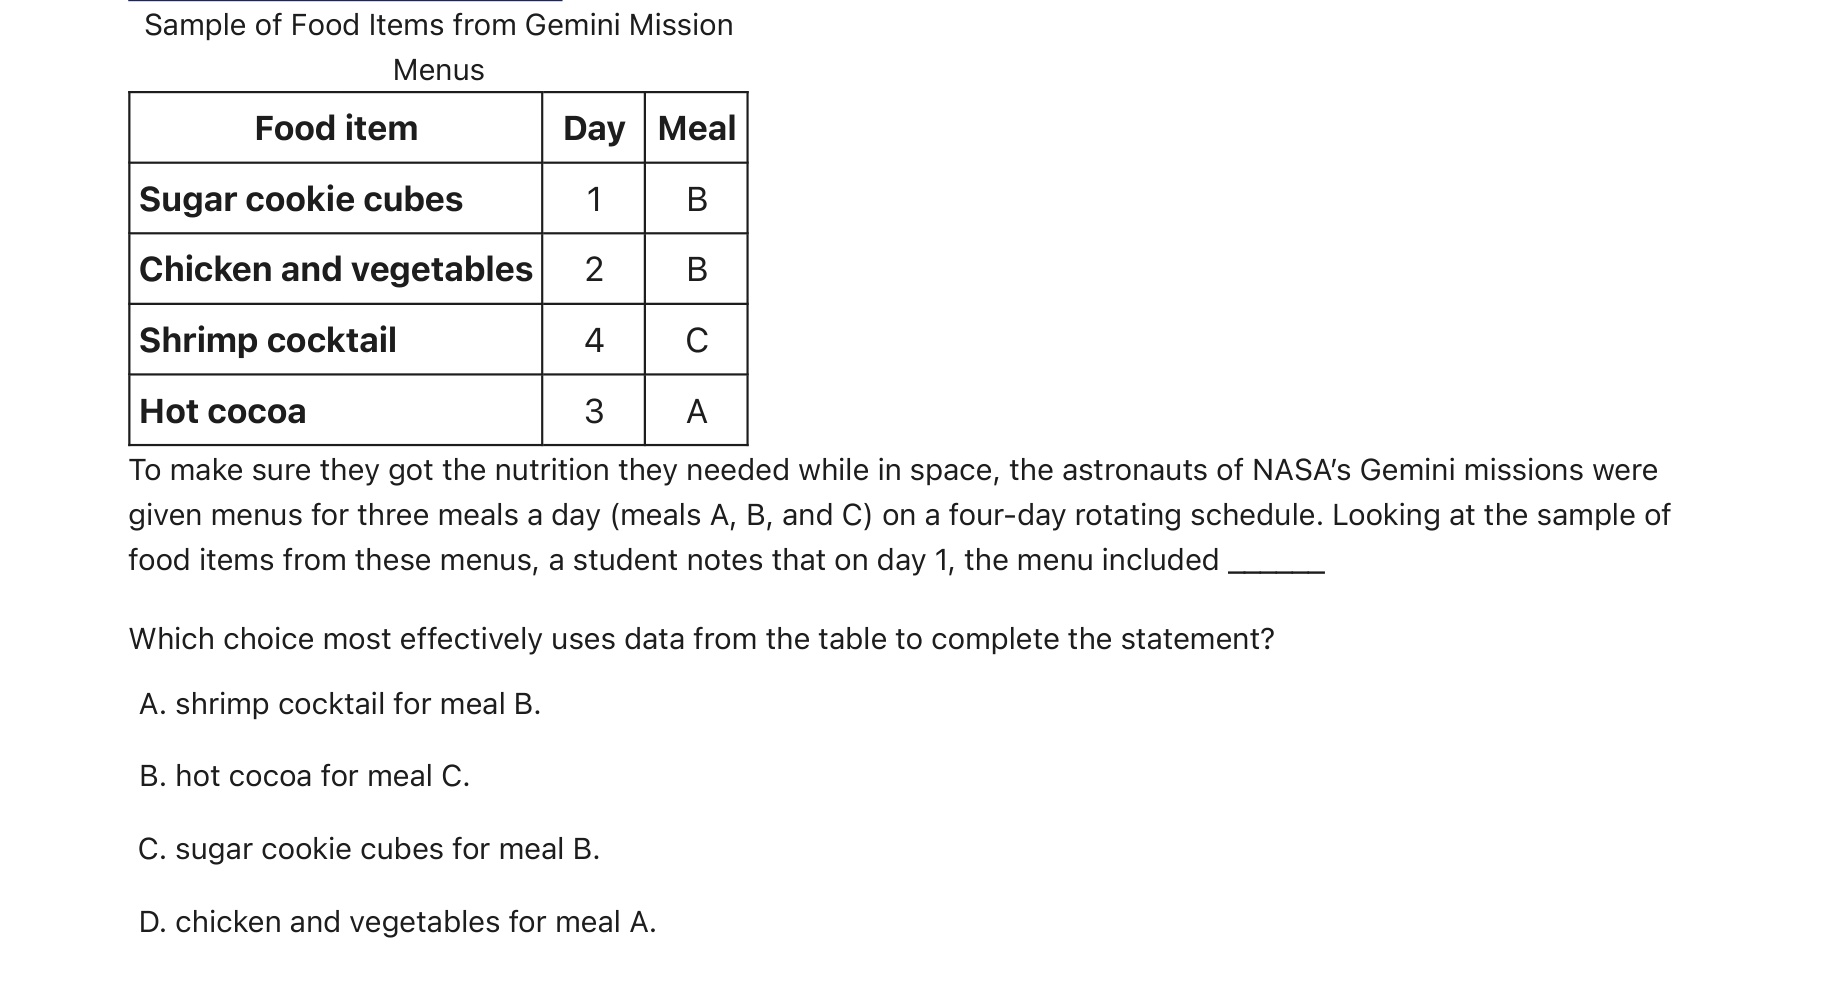 Sample of Food Items from Gemini Mission
Menus
Food item Day Meal
Sugar cookie cubes 1 B
Chicken and vegetables 2 B
Shrimp cocktail 4 C
Hot cocoa 3 A
To make sure they got the nutrition they needed while in space, the astronauts of NASA’s Gemini missions were
given menus for three meals a day (meals A, B, and C) on a four-day rotating schedule. Looking at the sample of
food items from these menus, a student notes that on day 1, the menu included ______
Which choice most effectively uses data from the table to complete the statement?
A. shrimp cocktail for meal B.
B. hot cocoa for meal C.
C. sugar cookie cubes for meal B.
D. chicken and vegetables for meal A.